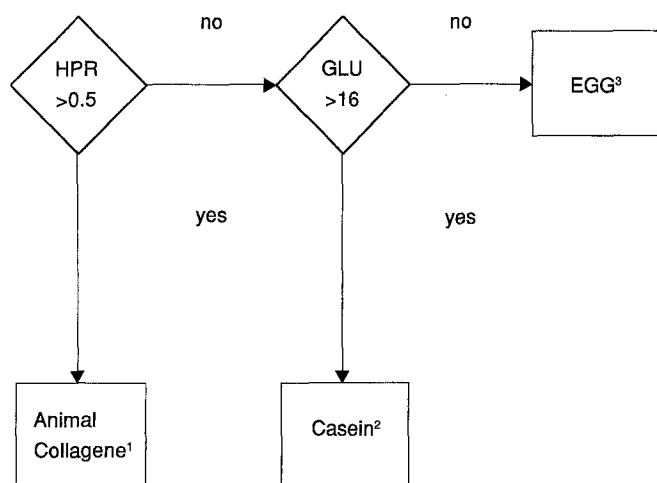 no
no
HPR
>0.5
GLU
>16
EGG³
yes
yes
Animal
Collagene¹
Casein²